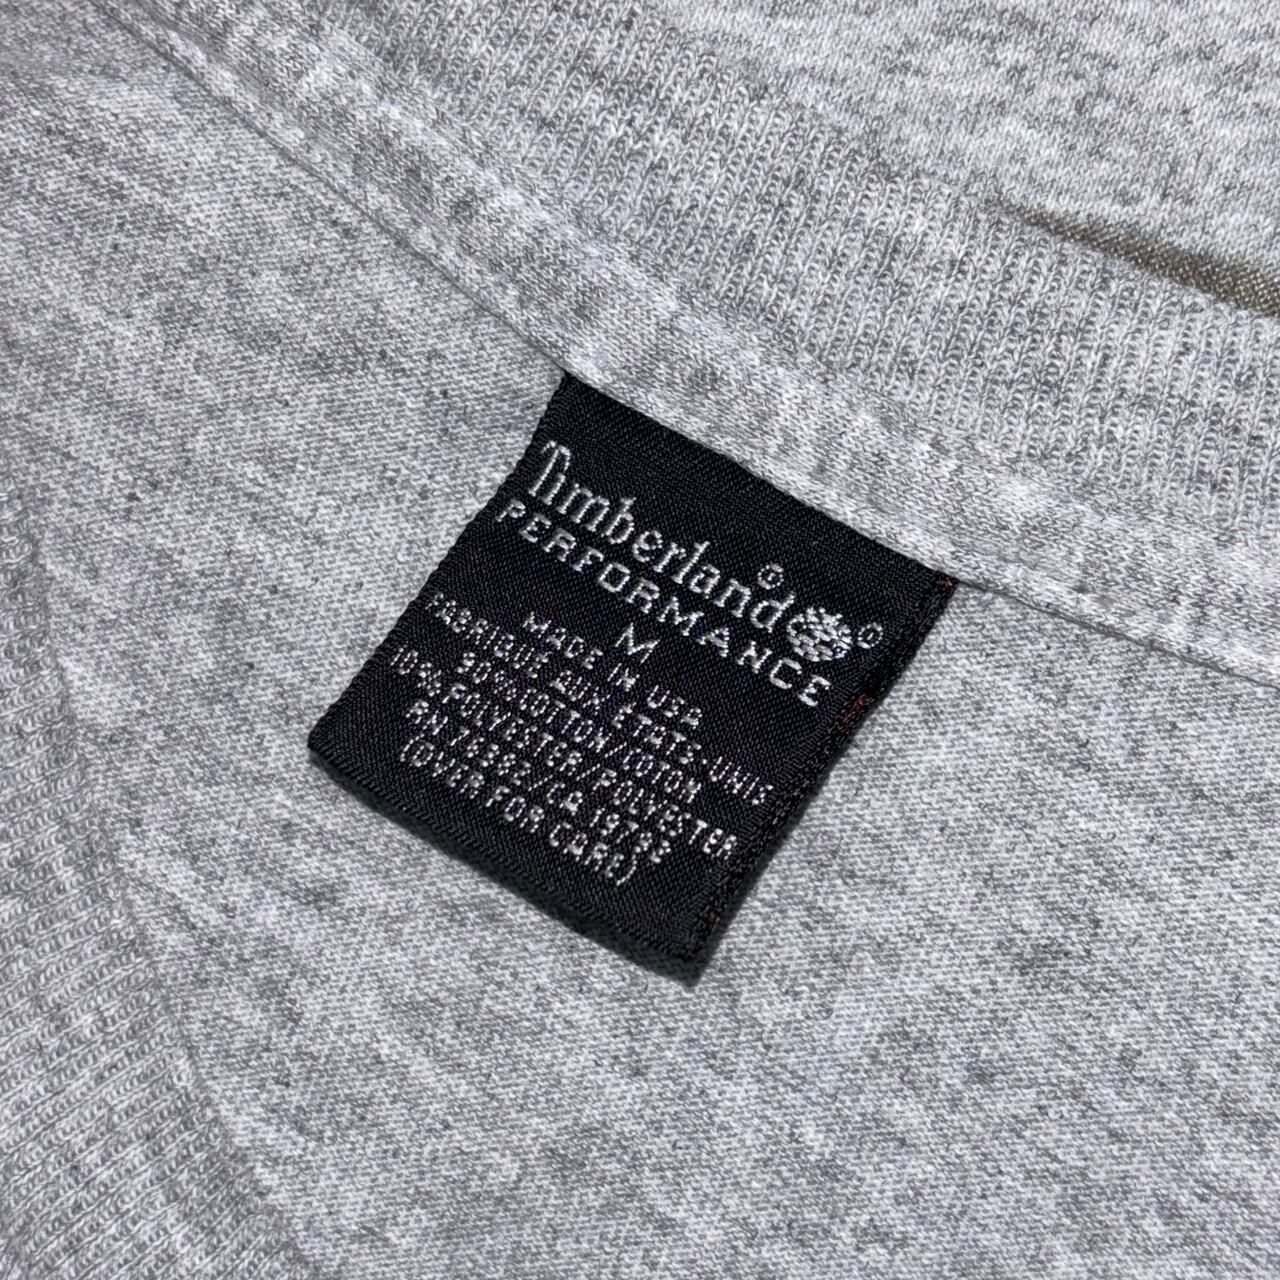 Timberland®
PERFORMANCE
M
MADE IN USA
FABRIQUE AUX ETATS-UNIS
90% COTTON/COTON
10% POLYESTER/POLYESTER
(OVER FOR CARE)